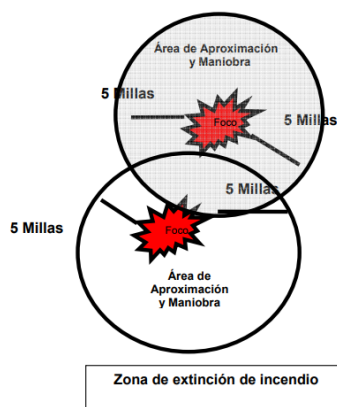 Área de Aproximación
y Maniobra
5 Millas
Foco
5 Millas
5 Millas
5 Millas
Foco
Área de
Aproximación
y Maniobra
Zona de extinción de incendio